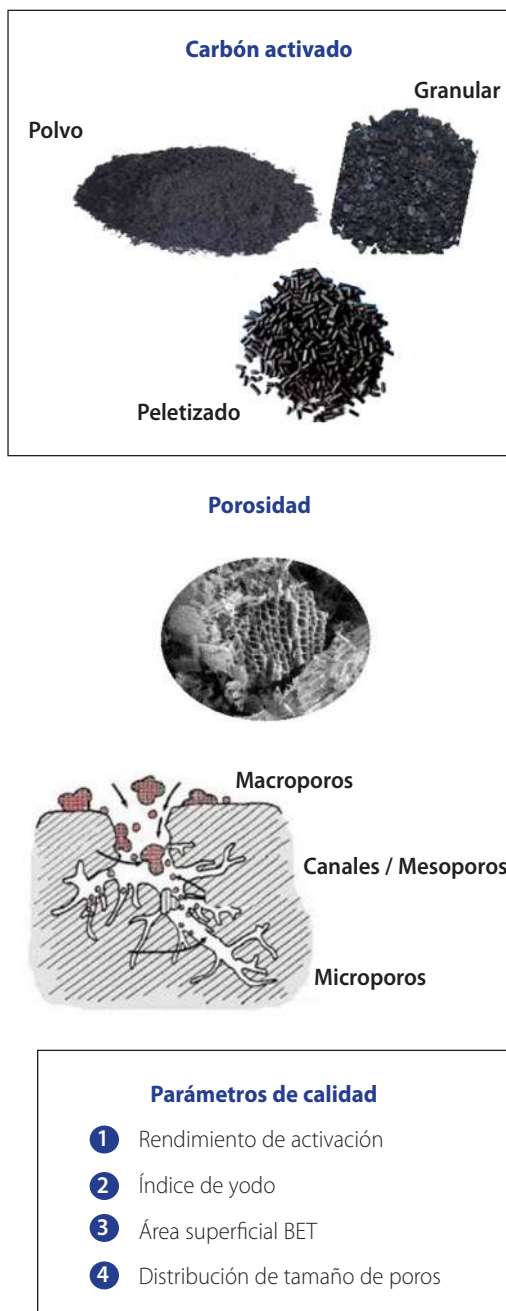 Carbón activado
Granular
Polvo
Peletizado
Porosidad
Macroporos
Canales / Mesoporos
Microporos
Parámetros de calidad
1 Rendimiento de activación
2 Índice de yodo
3 Área superficial BET
4 Distribución de tamaño de poros